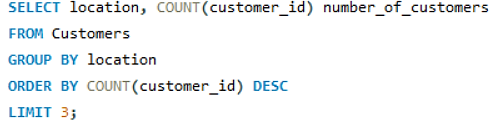 SELECT location, COUNT(customer_id) number_of_customers
FROM Customers
GROUP BY location
ORDER BY COUNT(customer_id) DESC
LIMIT 3;